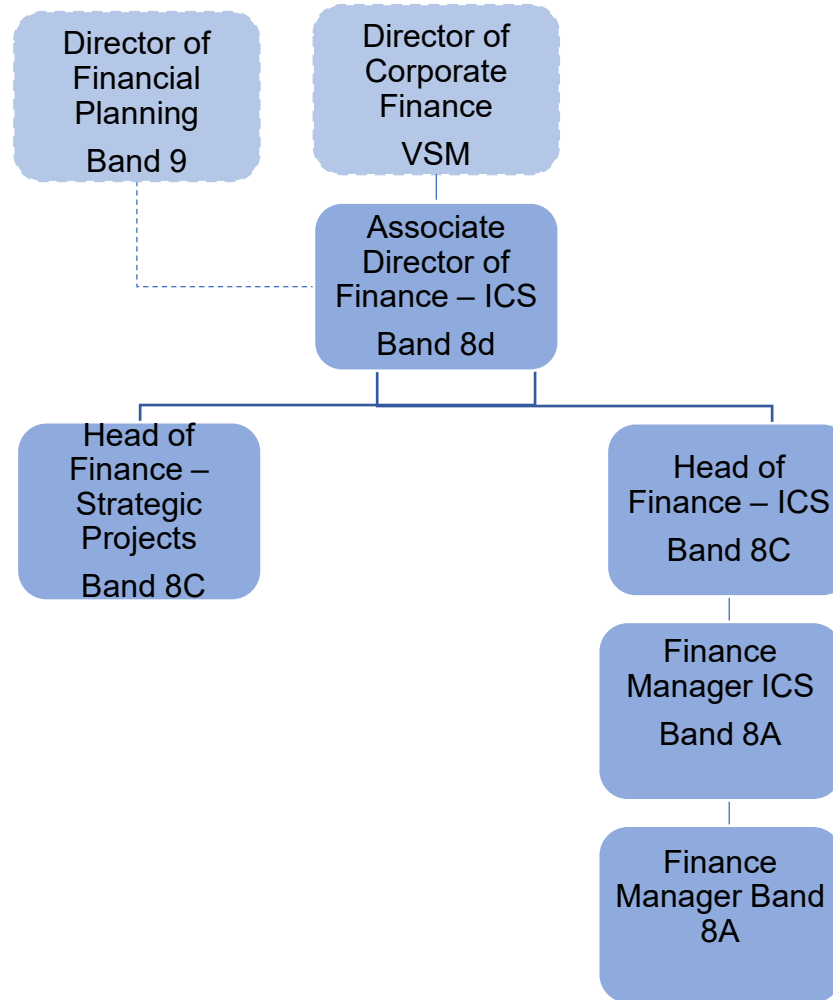 Director of
Financial
Planning
Band 9
Director of
Corporate
Finance
VSM
Associate
Director of
Finance – ICS
Band 8d
Head of
Finance –
Strategic
Projects
Band 8C
Head of
Finance – ICS
Band 8C
Finance
Manager ICS
Band 8A
Finance
Manager Band
8A